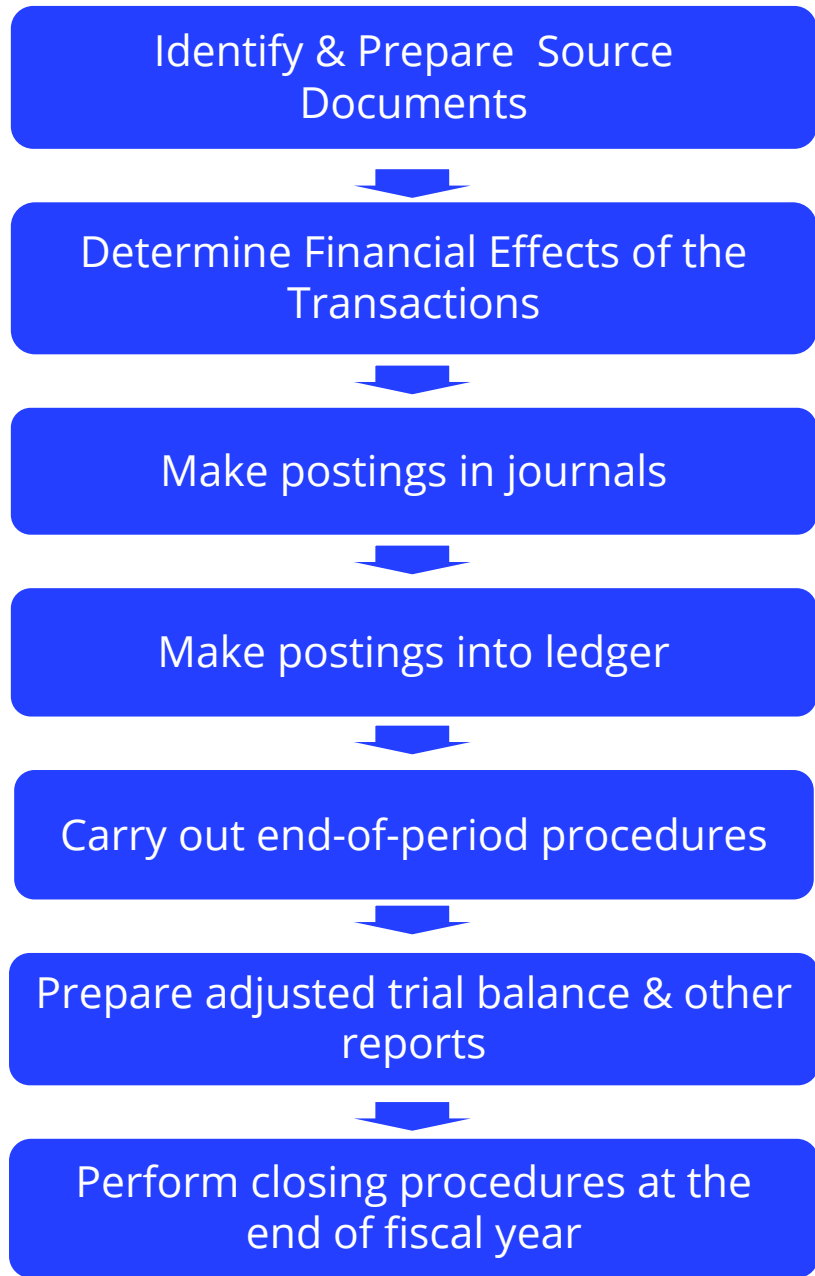 Identify & Prepare  Source
Documents
Determine Financial Effects of the
Transactions
Make postings in journals
Make postings into ledger
Carry out end-of-period procedures
Prepare adjusted trial balance & other
reports
Perform closing procedures at the
end of fiscal year